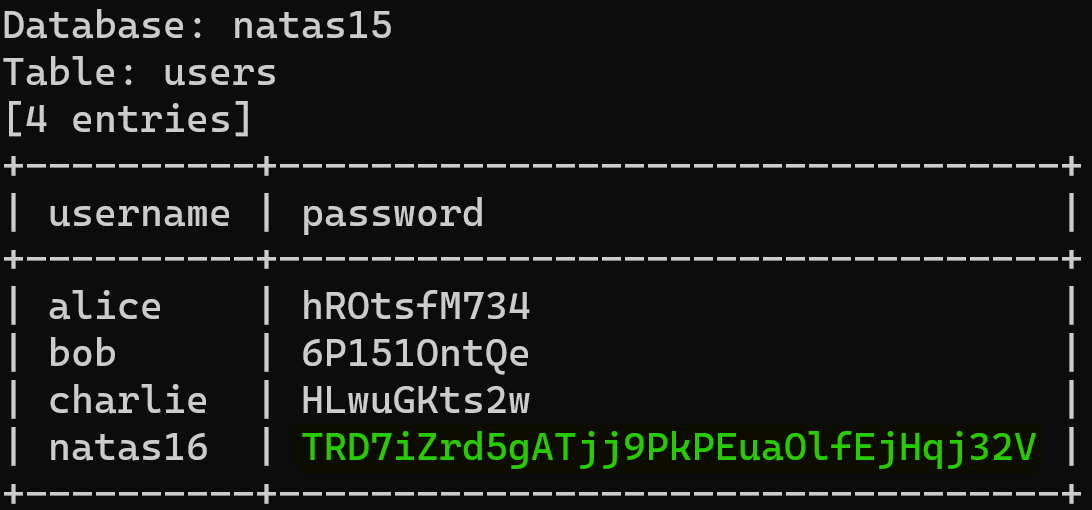 Database: natas15
Table: users
[4 entries]
+----------+----------------------------------+
| username | password                         |
+----------+----------------------------------+
| alice    | hROtsfM734                       |
| bob      | 6P151OntQe                       |
| charlie  | HLwuGKts2w                       |
| natas16  | TRD7iZrd5gATjj9PkPEuaOlfEjHqj32V |
+----------+----------------------------------+